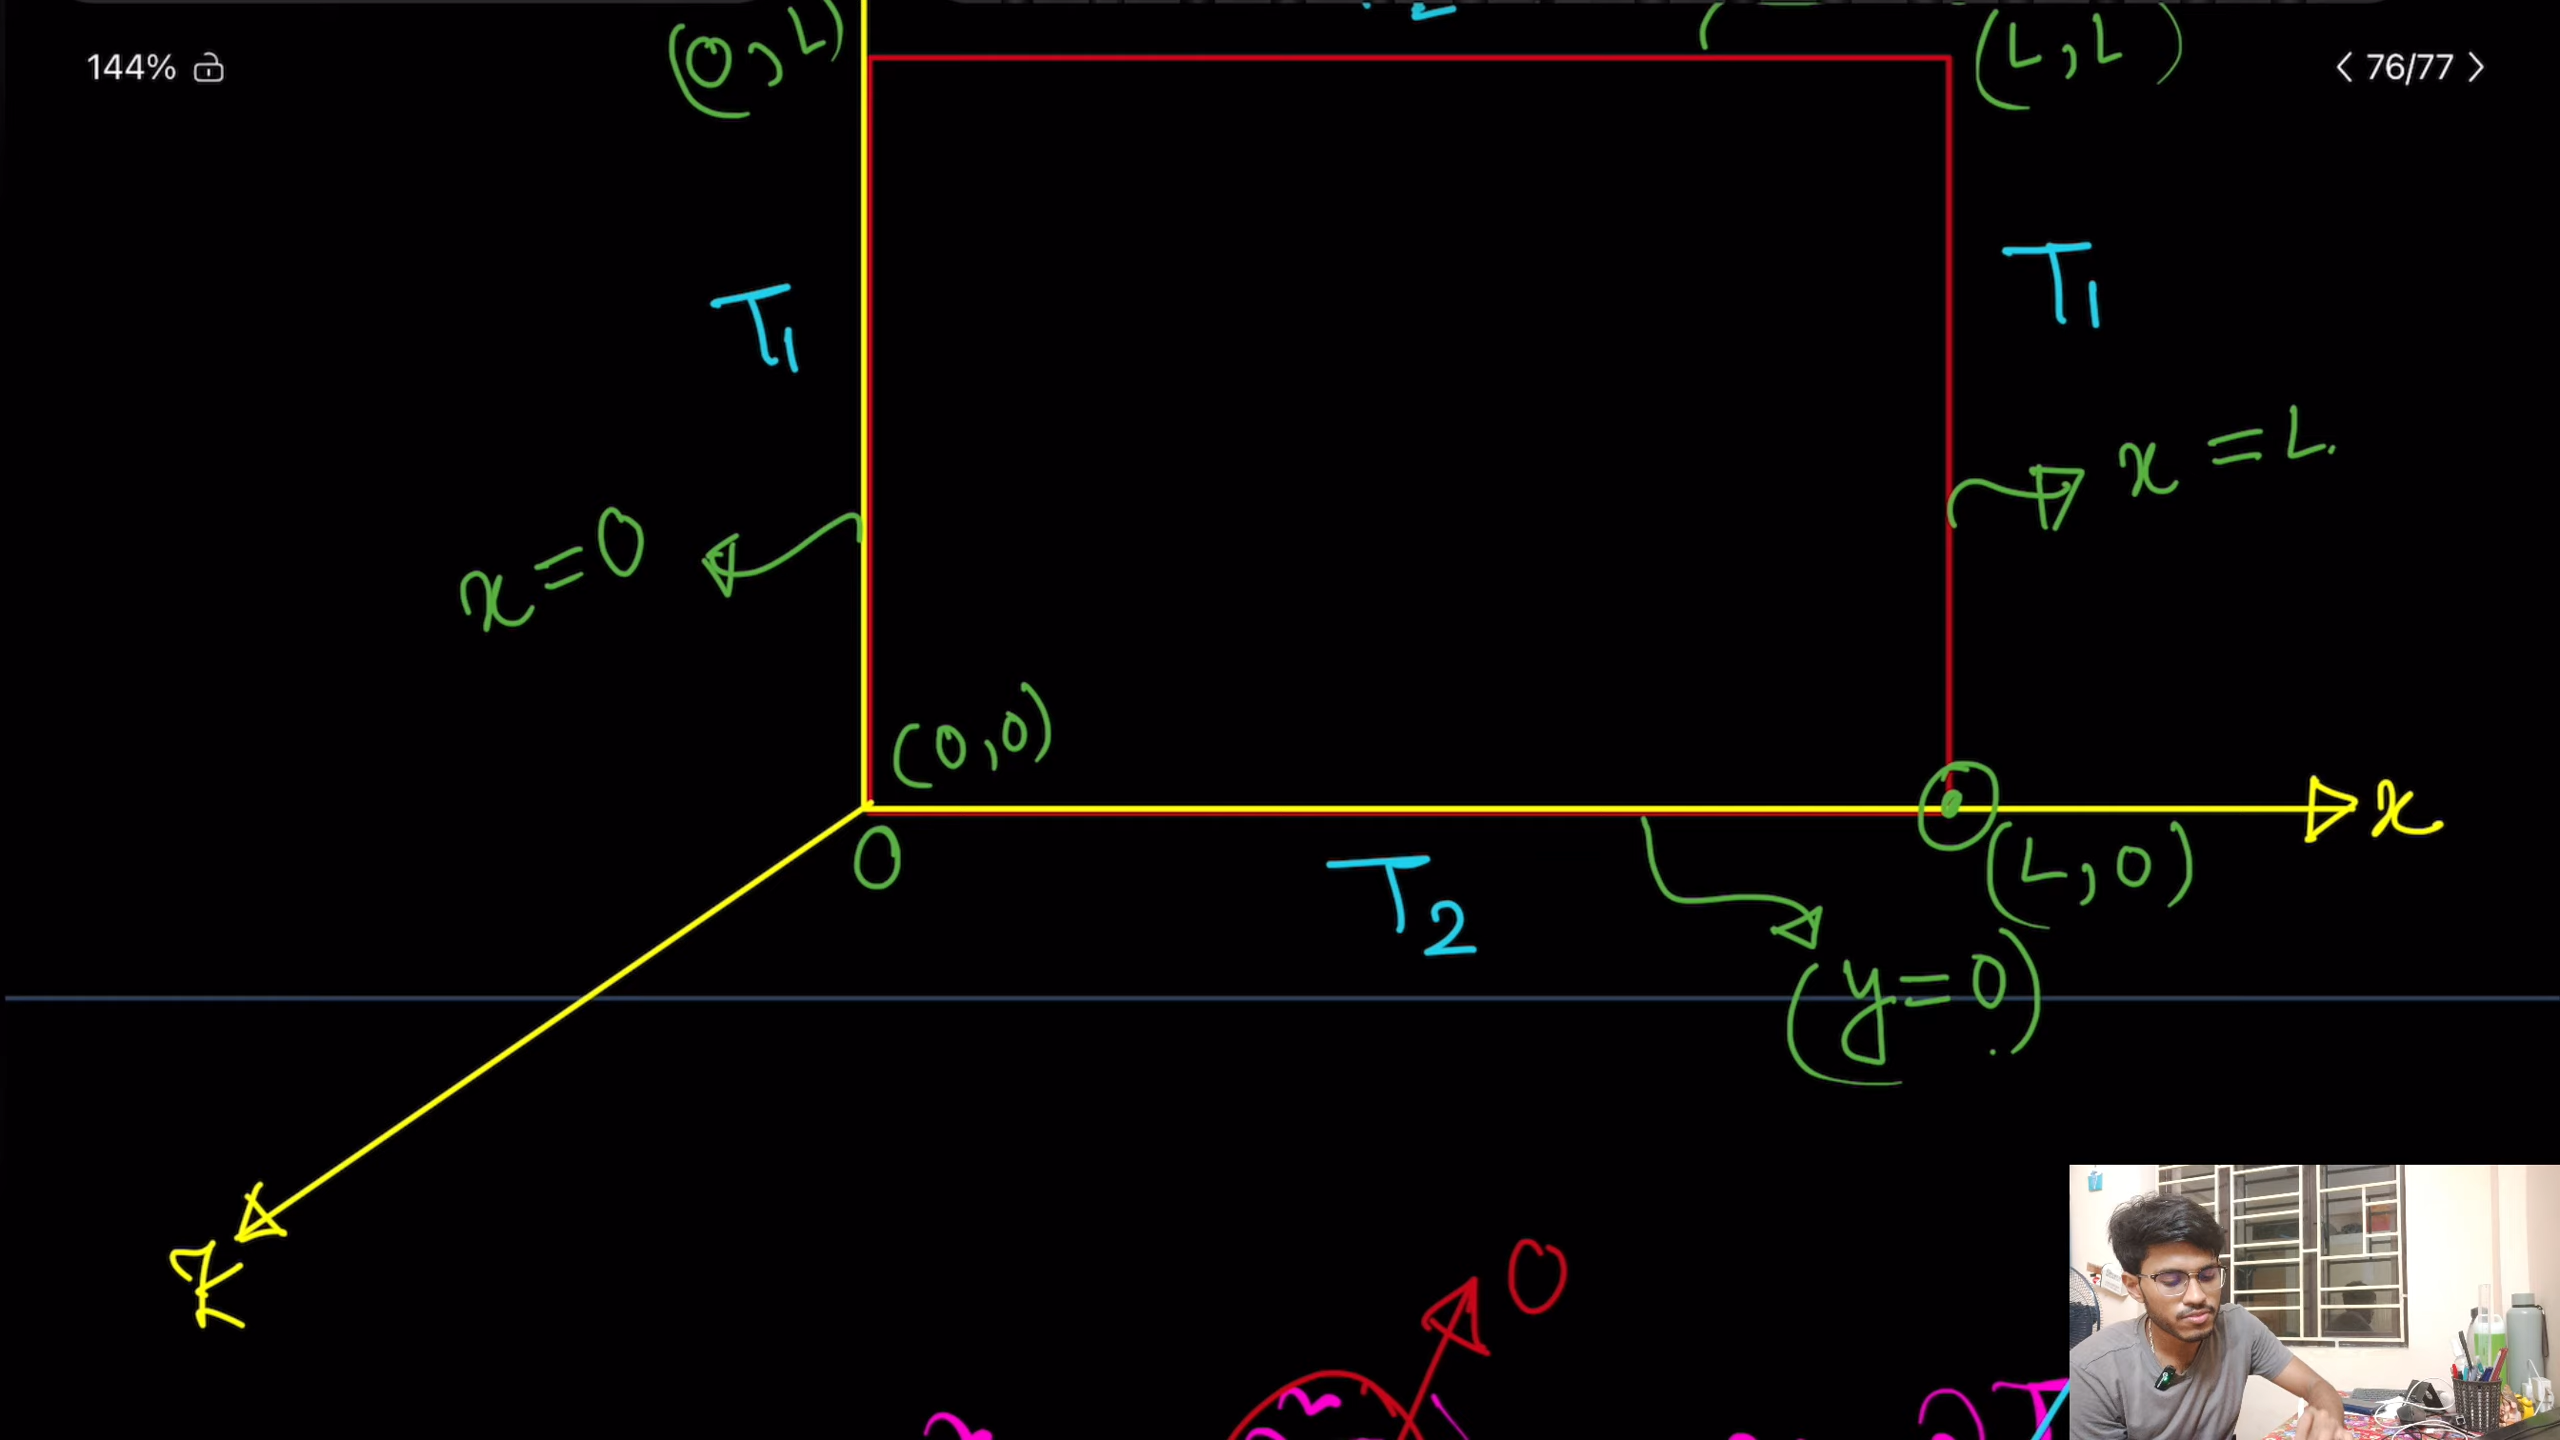 (0,L)
(L,L)
144%
76/77
T1
T1
x = L.
x=0
(0,0)
x
0
(L,0)
T2
(y=0)
z
0